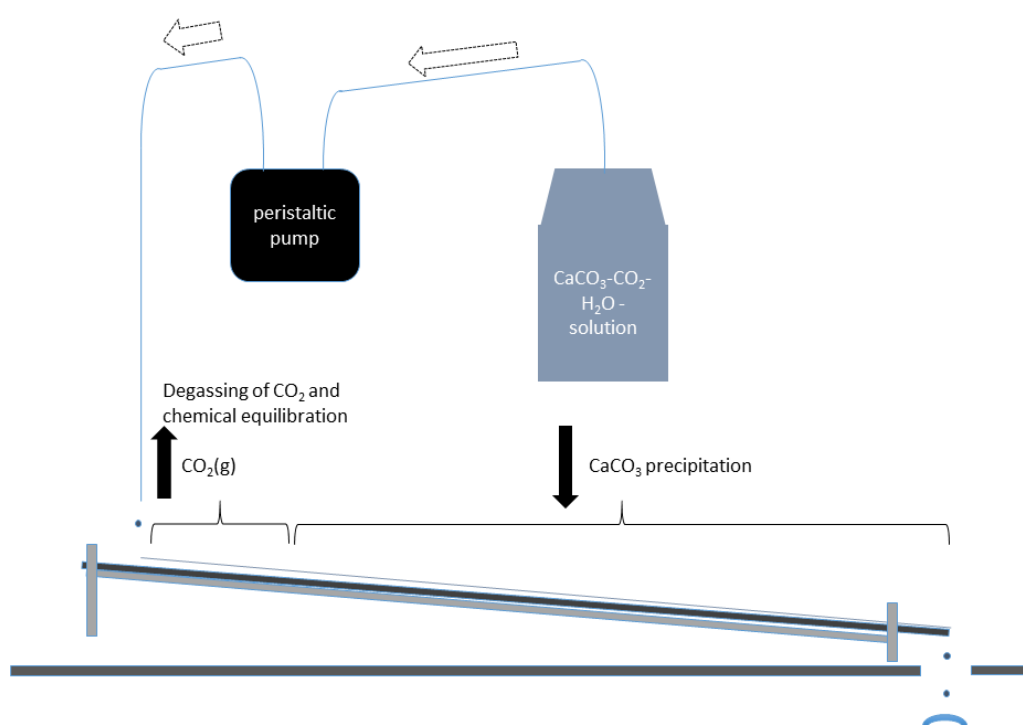 peristaltic
pump
CaCO₃-CO₂-
H₂O -
solution
Degassing of CO₂ and
chemical equilibration
CO₂(g)
CaCO₃ precipitation